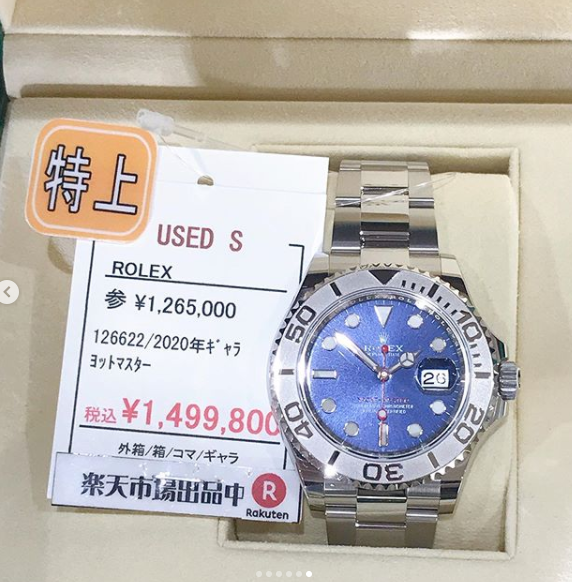 特上
USED S
ROLEX
参 ¥1,265,000
126622/2020年ギャラ
ヨットマスター
税込 ¥1,499,800
外箱/箱/コマ/ギャラ
楽天市場出品中 R
Rakuten
ROLEX
26
10
20
30
40
50